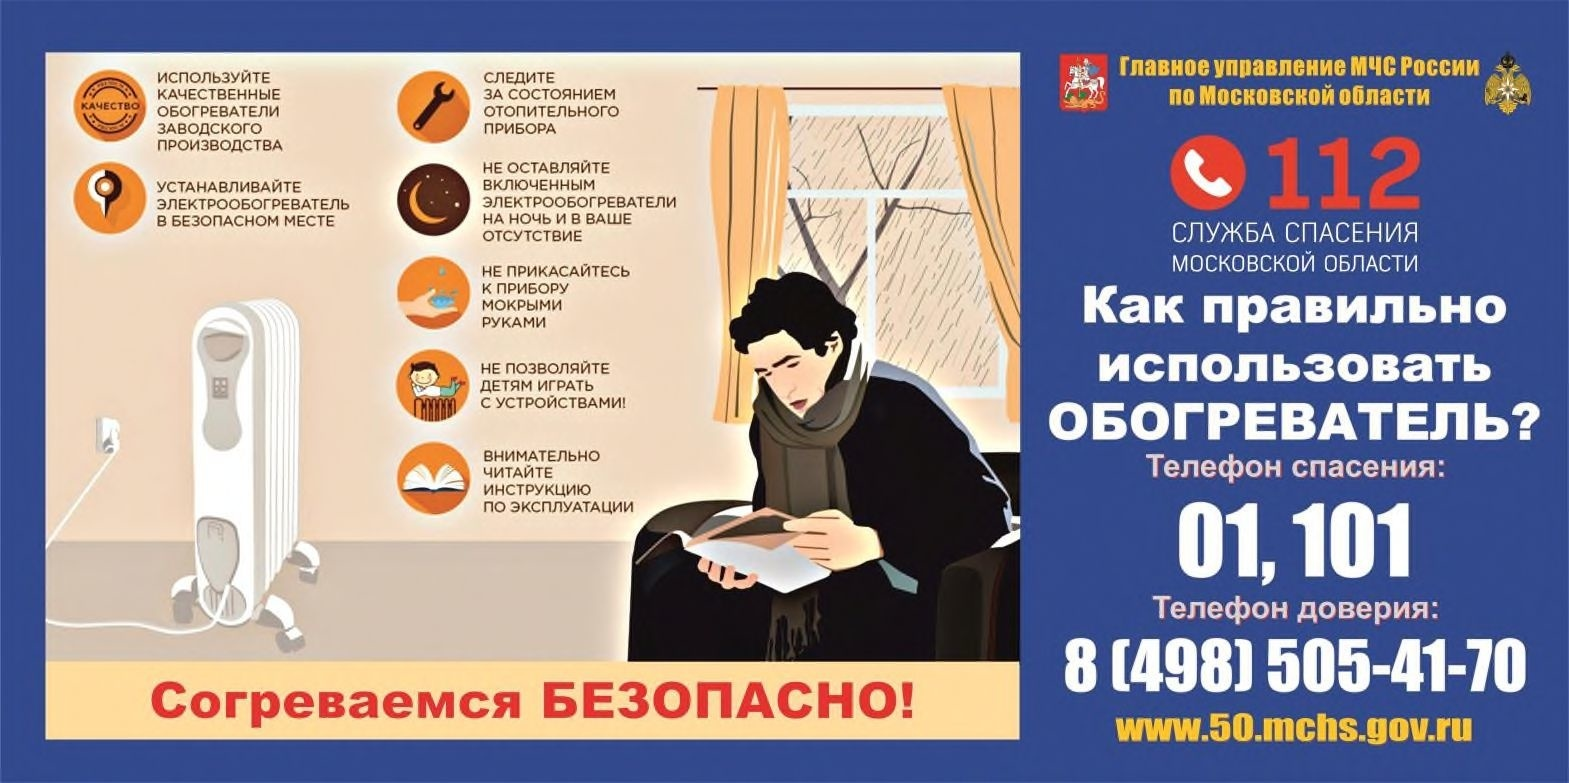 КАЧЕСТВО
ИСПОЛЬЗУЙТЕ
КАЧЕСТВЕННЫЕ
ОБОГРЕВАТЕЛИ
ЗАВОДСКОГО
ПРОИЗВОДСТВА
УСТАНАВЛИВАЙТЕ
ЭЛЕКТРООБОГРЕВАТЕЛЬ
В БЕЗОПАСНОМ МЕСТЕ
СЛЕДИТЕ
ЗА СОСТОЯНИЕМ
ОТОПИТЕЛЬНОГО
ПРИБОРА
НЕ ОСТАВЛЯЙТЕ
ВКЛЮЧЕННЫМ
ЭЛЕКТРООБОГРЕВАТЕЛИ
НА НОЧЬ И В ВАШЕ
ОТСУТСТВИЕ
НЕ ПРИКАСАЙТЕСЬ
К ПРИБОРУ
МОКРЫМИ
РУКАМИ
НЕ ПОЗВОЛЯЙТЕ
ДЕТЯМ ИГРАТЬ
С УСТРОЙСТВАМИ!
ВНИМАТЕЛЬНО
ЧИТАЙТЕ
ИНСТРУКЦИЮ
ПО ЭКСПЛУАТАЦИИ
Согреваемся БЕЗОПАСНО!
Главное управление МЧС России
по Московской области
112
СЛУЖБА СПАСЕНИЯ
МОСКОВСКОЙ ОБЛАСТИ
Как правильно
использовать
ОБОГРЕВАТЕЛЬ?
Телефон спасения:
01, 101
Телефон доверия:
8 (498) 505-41-70
www.50.mchs.gov.ru